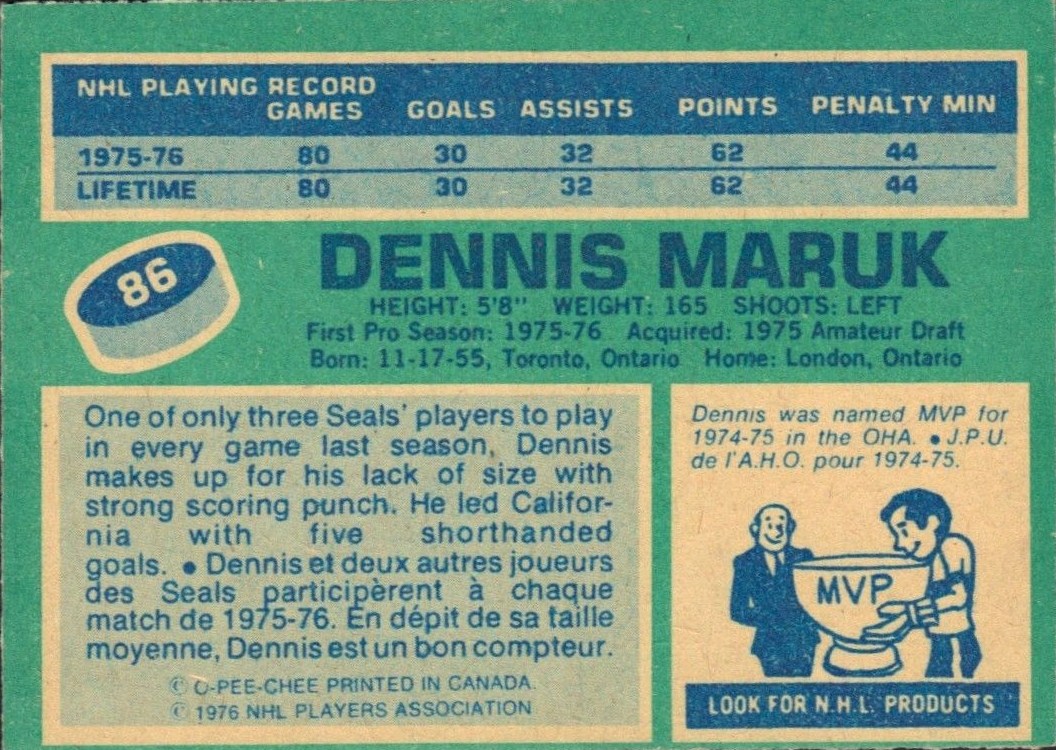 NHL PLAYING RECORD
GAMES GOALS ASSISTS POINTS PENALTY MIN
1975-76 80 30 32 62 44
LIFETIME 80 30 32 62 44
86
DENNIS MARUK
HEIGHT: 5'8" WEIGHT: 165 SHOOTS: LEFT
First Pro Season: 1975-76 Acquired: 1975 Amateur Draft
Born: 11-17-55, Toronto, Ontario Home: London, Ontario
One of only three Seals' players to play
in every game last season, Dennis
makes up for his lack of size with
strong scoring punch. He led Califor-
nia with five shorthanded
goals. ● Dennis et deux autres joueurs
des Seals participèrent à chaque
match de 1975-76. En dépit de sa taille
moyenne, Dennis est un bon compteur.
© O-PEE-CHEE PRINTED IN CANADA.
© 1976 NHL PLAYERS ASSOCIATION
Dennis was named MVP for
1974-75 in the OHA. ● J.P.U.
de l'A.H.O. pour 1974-75.
MVP
LOOK FOR N.H.L. PRODUCTS